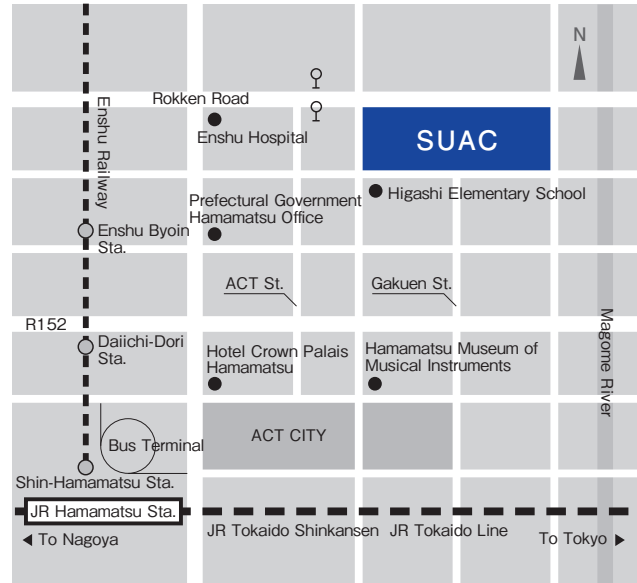 N
Rokken Road
Enshu Hospital
SUAC
Enshu Railway
Prefectural Government
Hamamatsu Office
Higashi Elementary School
Enshu Byoin
Sta.
ACT St.
Gakuen St.
R152
Magome River
Daiichi-Dori
Sta.
Hotel Crown Palais
Hamamatsu
Hamamatsu Museum of
Musical Instruments
Bus Terminal
ACT CITY
Shin-Hamamatsu Sta.
JR Hamamatsu Sta.
JR Tokaido Shinkansen
JR Tokaido Line
◀ To Nagoya
To Tokyo ▶